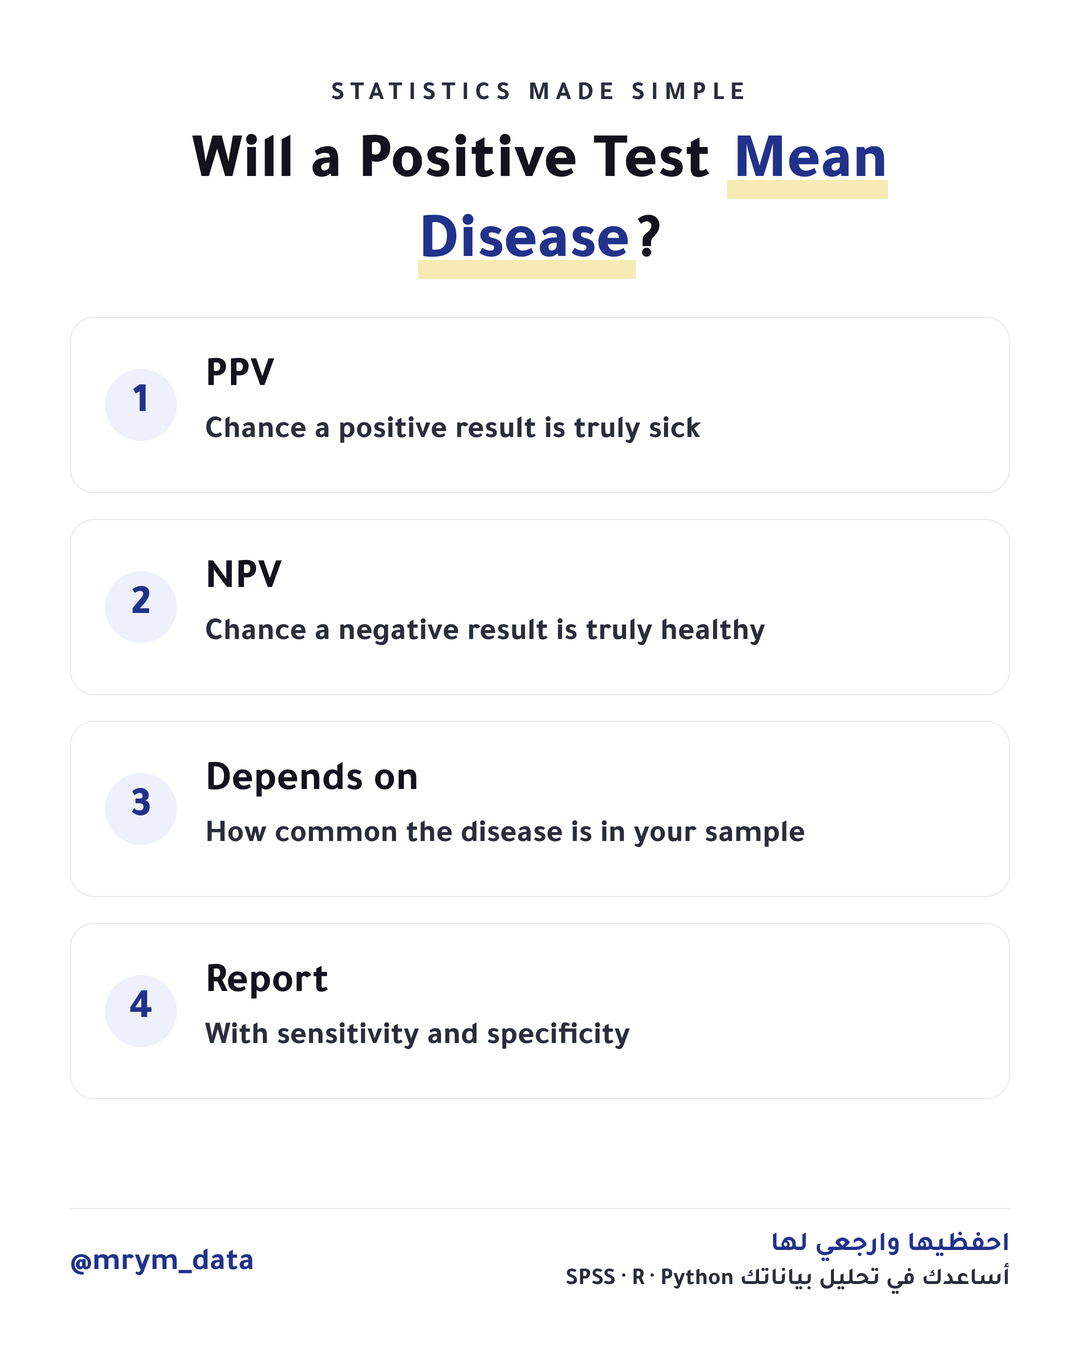 STATISTICS MADE SIMPLE
Will a Positive Test Mean
Disease?
1
PPV
Chance a positive result is truly sick
2
NPV
Chance a negative result is truly healthy
3
Depends on
How common the disease is in your sample
4
Report
With sensitivity and specificity
@mrym_data
احفظيها وارجعي لها
أساعدك في تحليل بياناتك SPSS · R · Python